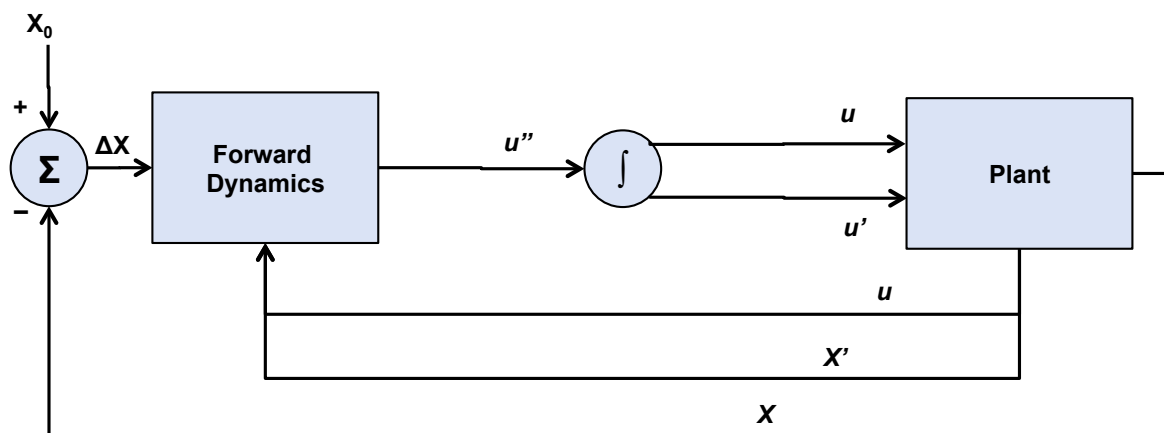 X₀
+
Σ
−
ΔX
Forward
Dynamics
u”
∫
u
u’
Plant
u
X’
X